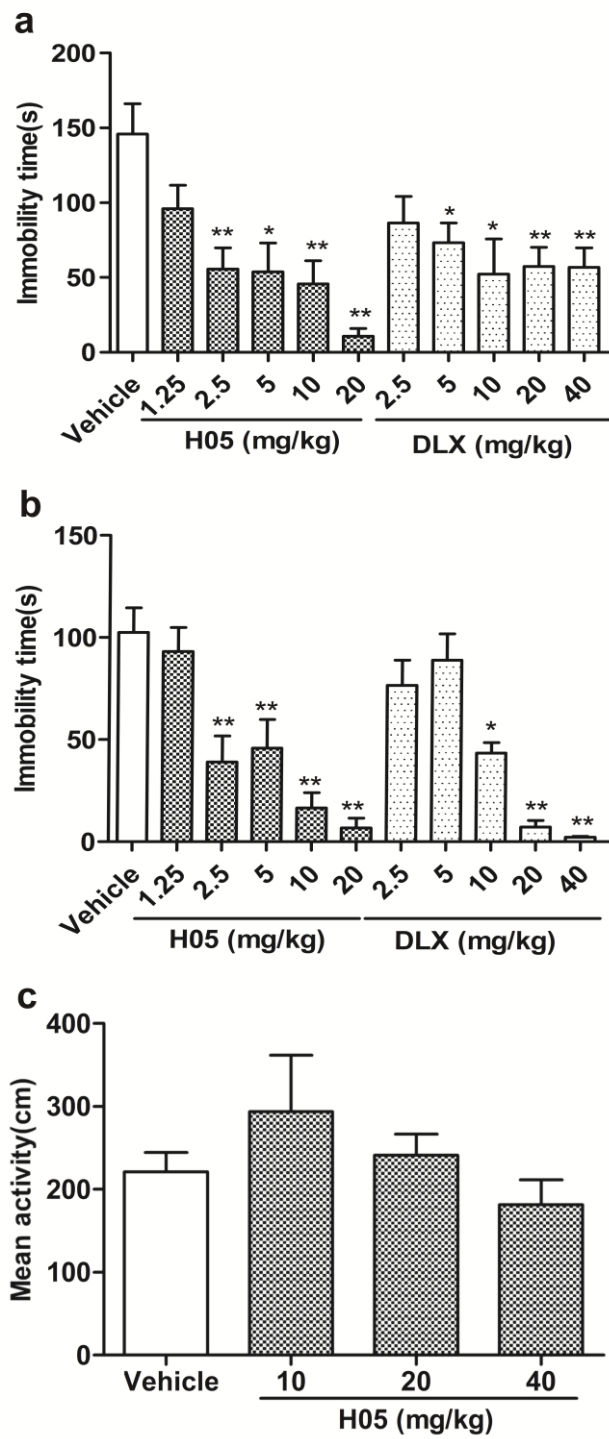 a
Immobility time(s)
200
150
100
50
0
** * ** **
* * ** **
Vehicle 1.25 2.5 5 10 20 2.5 5 10 20 40
H05 (mg/kg) DLX (mg/kg)
b
Immobility time(s)
150
100
50
0
** ** ** **
* ** **
Vehicle 1.25 2.5 5 10 20 2.5 5 10 20 40
H05 (mg/kg) DLX (mg/kg)
c
Mean activity(cm)
400
300
200
100
0
Vehicle 10 20 40
H05 (mg/kg)